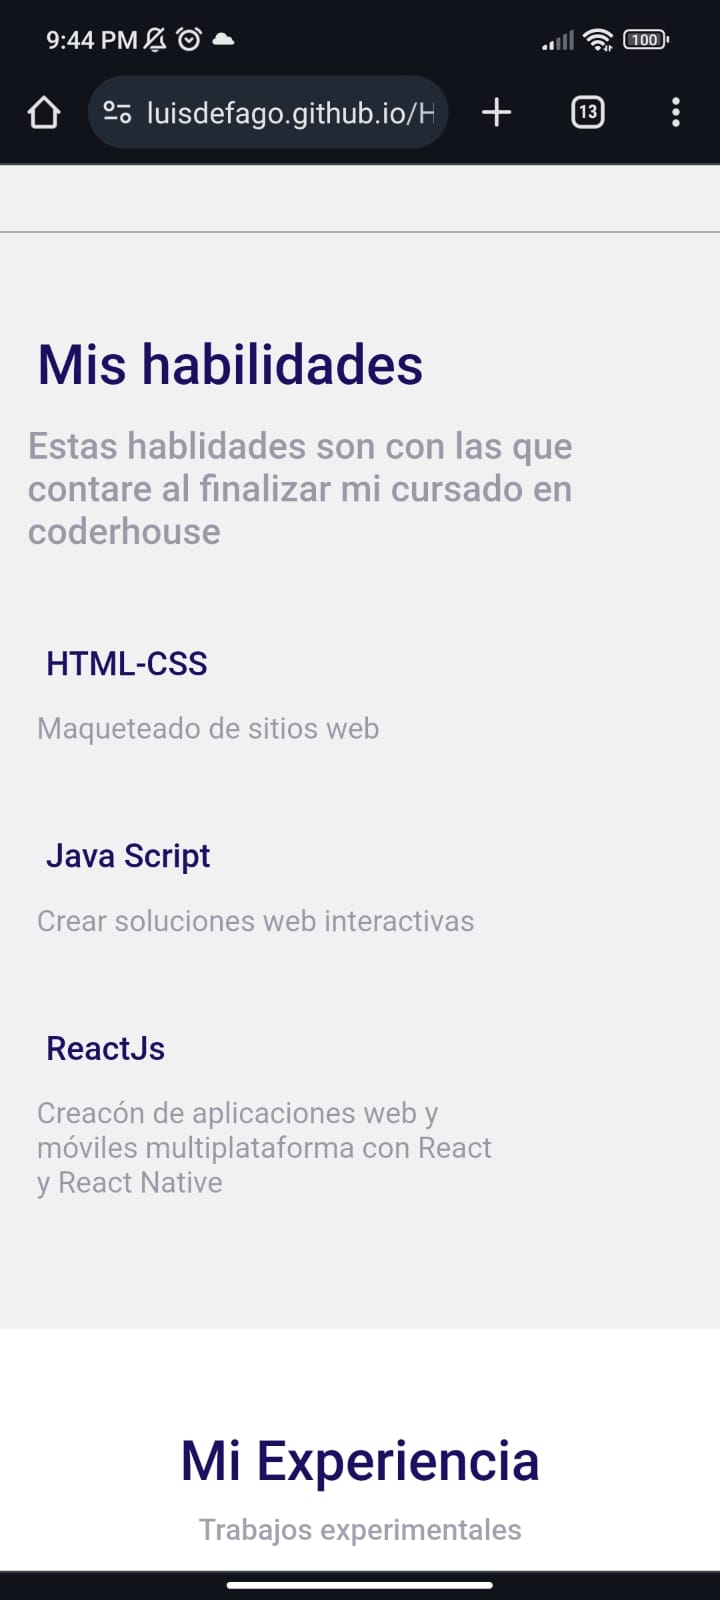 9:44 PM
100
luisdefago.github.io/H
13
Mis habilidades
Estas hablidades son con las que
contare al finalizar mi cursado en
coderhouse
HTML-CSS
Maqueteado de sitios web
Java Script
Crear soluciones web interactivas
ReactJs
Creacón de aplicaciones web y
móviles multiplataforma con React
y React Native
Mi Experiencia
Trabajos experimentales